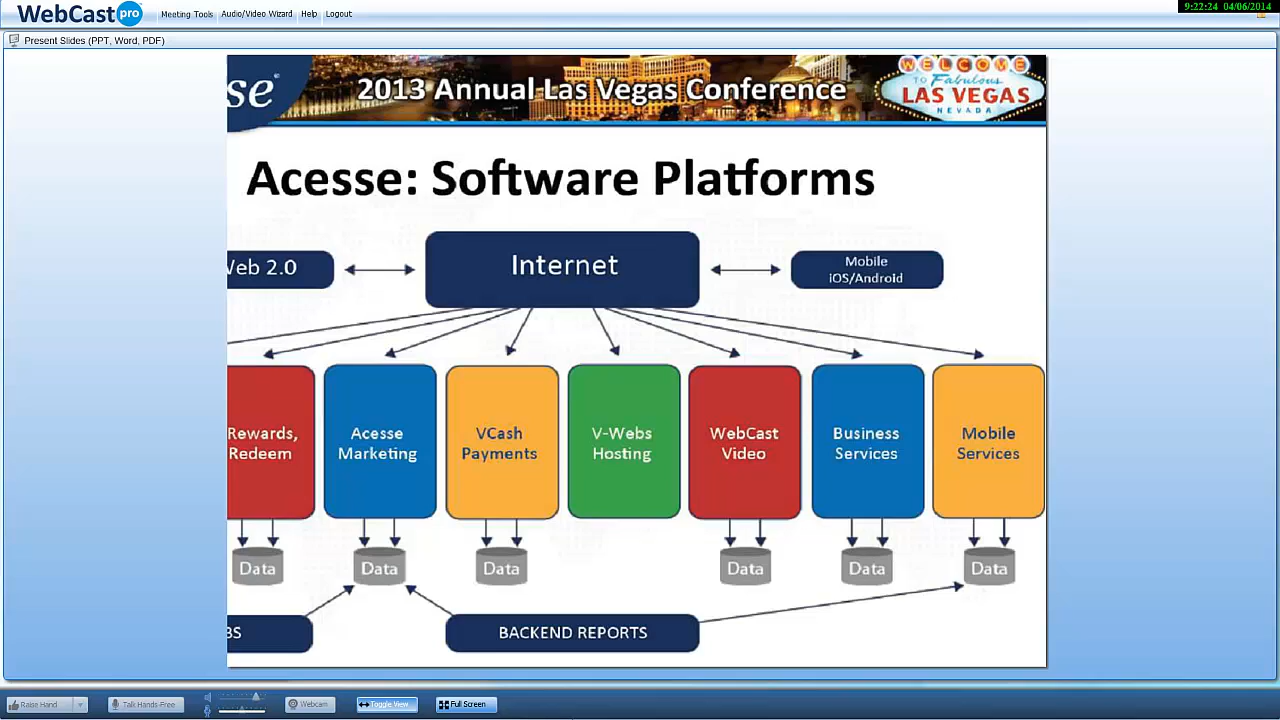 WebCast pro
Meeting Tools Audio/Video Wizard Help Logout
9:22:24 04/06/2014
Present Slides (PPT, Word, PDF)
se®
2013 Annual Las Vegas Conference
WELCOME
TO Fabulous
LAS VEGAS
NEVADA
Acesse: Software Platforms
Web 2.0
Internet
Mobile
iOS/Android
Rewards,
Redeem
Acesse
Marketing
VCash
Payments
V-Webs
Hosting
WebCast
Video
Business
Services
Mobile
Services
Data
Data
Data
Data
Data
Data
BS
BACKEND REPORTS
Raise Hand
Talk Hands-Free
Webcam
Toggle View
Full Screen